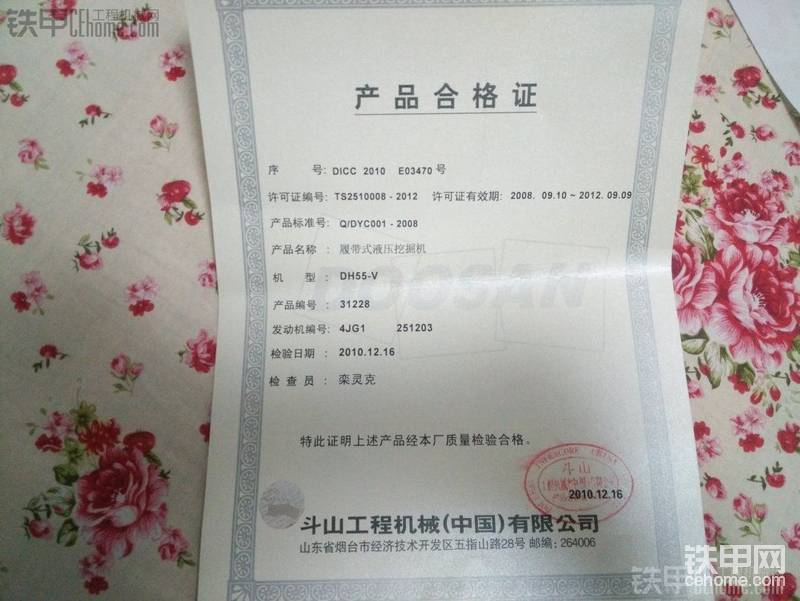 铁甲 工程机械网
CEhome.com
产品合格证
序 号: DICC 2010 E03470 号
许可证编号: TS2510008 - 2012 许可证有效期: 2008. 09.10 ~ 2012. 09.09
产品标准号: Q/DYC001 - 2008
产品名称 : 履带式液压挖掘机
机 型 : DH55-V
产品编号 : 31228
发动机编号: 4JG1 251203
检验日期 : 2010.12.16
检 查 员 : 栾灵克
DOOSAN
特此证明上述产品经本厂质量检验合格。
斗山
2010.12.16
斗山工程机械(中国)有限公司
山东省烟台市经济技术开发区五指山路28号 邮编: 264006
铁甲网
cehome.com